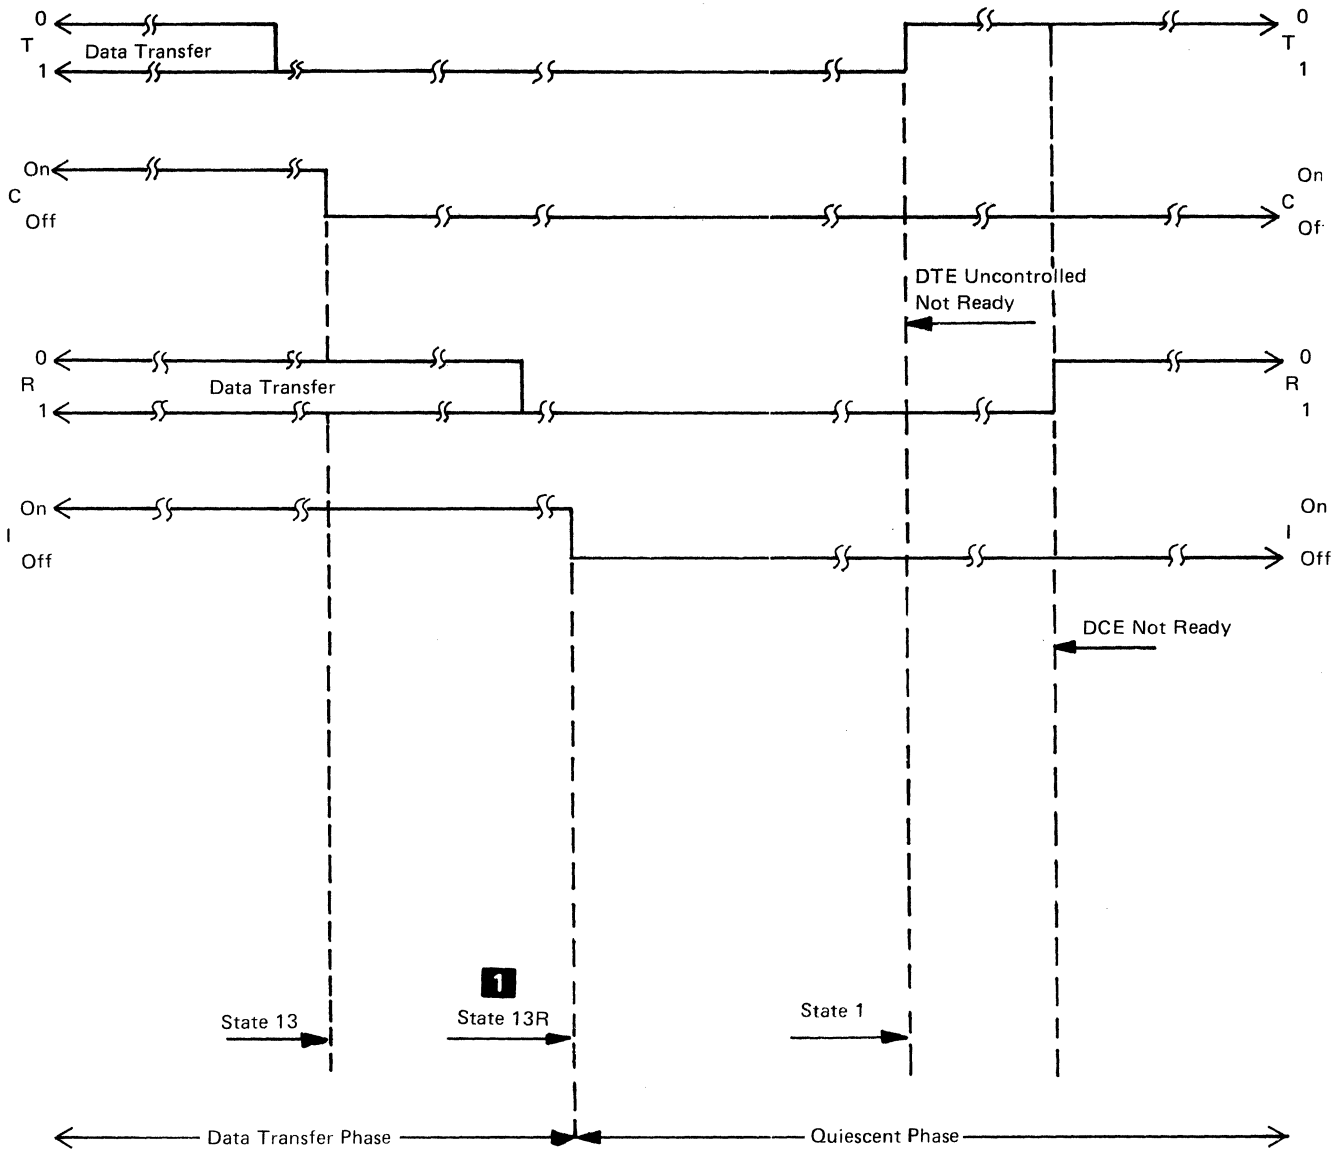 0
0
T
Data Transfer
T
1
1
On
On
C
C
Off
Of
DTE Uncontrolled
Not Ready
0
0
R
Data Transfer
R
1
1
On
On
I
I
Off
Off
DCE Not Ready
1
State 13
State 13R
State 1
Data Transfer Phase
Quiescent Phase